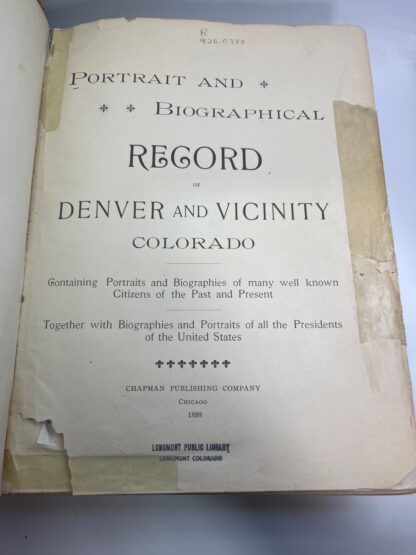 R
920.0788
PORTRAIT AND
BIOGRAPHICAL
RECORD
OF
DENVER AND VICINITY
COLORADO
Containing Portraits and Biographies of many well known
Citizens of the Past and Present
Together with Biographies and Portraits of all the Presidents
of the United States
CHAPMAN PUBLISHING COMPANY
CHICAGO
1898
LONGMONT PUBLIC LIBRARY
LONGMONT COLORADO